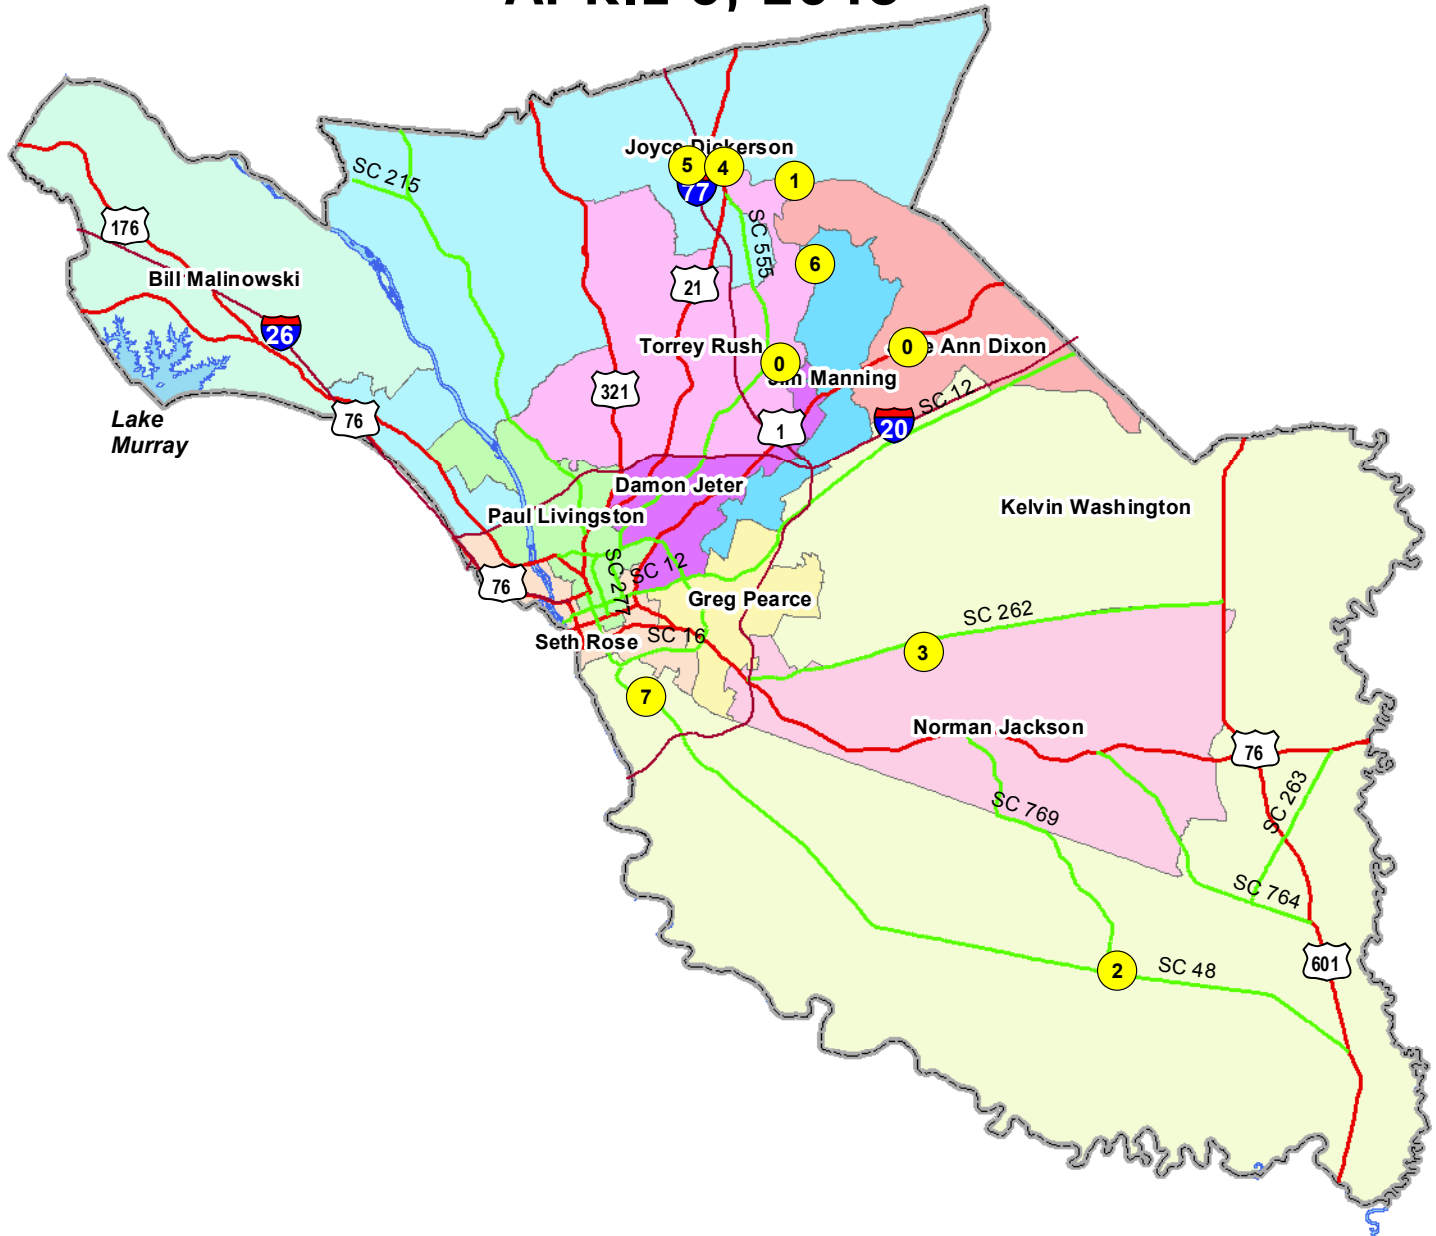 Joyce Dickerson
5
4
1
77
SC 215
176
SC 555
6
Bill Malinowski
21
26
Torrey Rush
0
0
Ann Dixon
Manning
321
SC 12
Lake
Murray
76
1
20
Damon Jeter
Kelvin Washington
Paul Livingston
SC 277
SC 12
76
Greg Pearce
SC 262
Seth Rose
SC 16
3
7
Norman Jackson
76
SC 263
SC 769
SC 764
2
SC 48
601